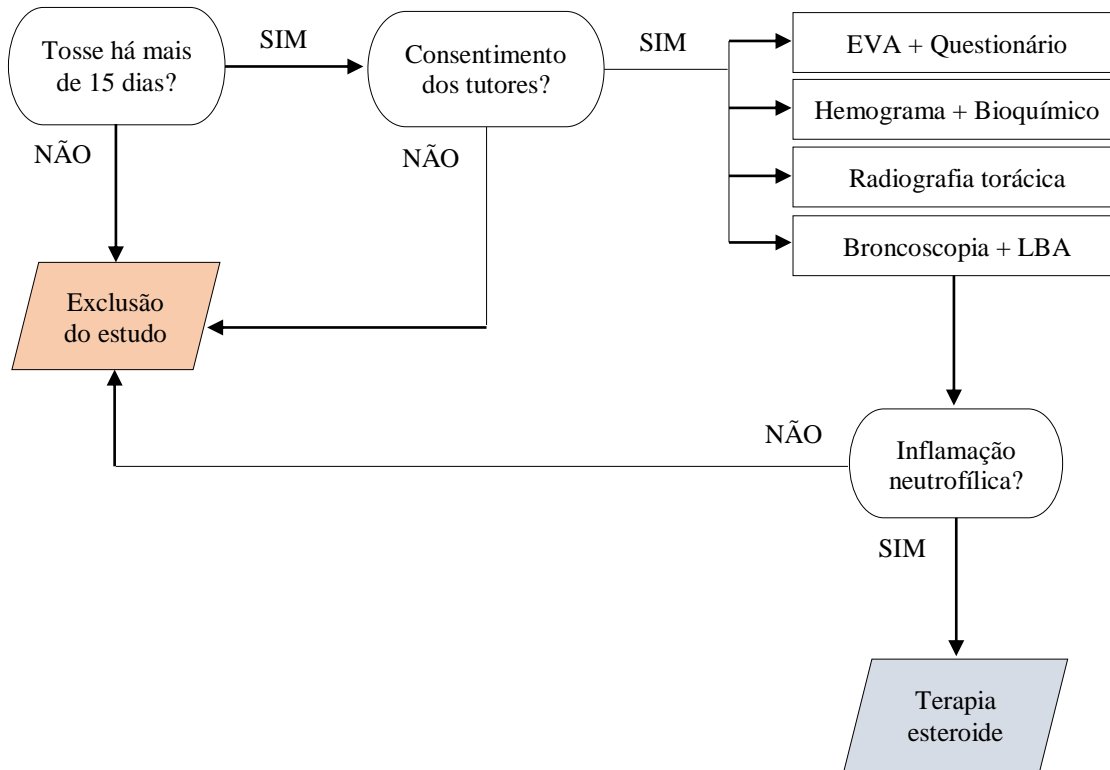 Tosse há mais
de 15 dias?
SIM
Consentimento
dos tutores?
SIM
EVA + Questionário
Hemograma + Bioquímico
Radiografia torácica
Broncoscopia + LBA
NÃO
NÃO
Exclusão
do estudo
NÃO
Inflamação
neutrofílica?
SIM
Terapia
esteroide